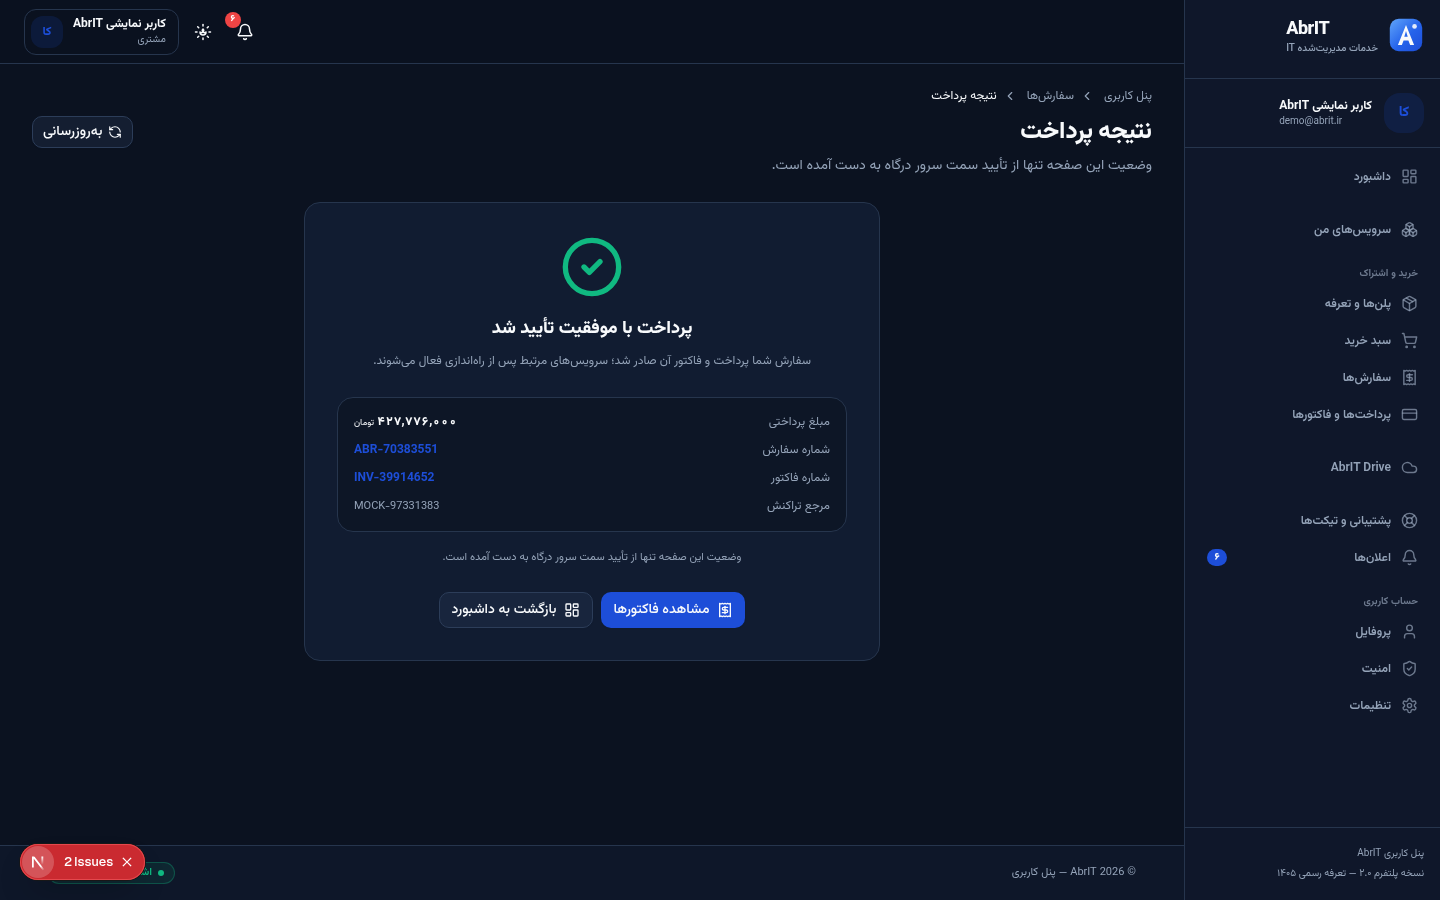 AbrIT
خدمات مدیریت‌شده IT
کاربر نمایشی AbrIT
demo@abrit.ir
کا
داشبورد
سرویس‌های من
خرید و اشتراک
پلن‌ها و تعرفه
سبد خرید
سفارش‌ها
پرداخت‌ها و فاکتورها
AbrIT Drive
پشتیبانی و تیکت‌ها
اعلان‌ها
۶
حساب کاربری
پروفایل
امنیت
تنظیمات
پنل کاربری AbrIT
نسخه پلتفرم ۲.۰ — تعرفه رسمی ۱۴۰۵
۶
کاربر نمایشی AbrIT
مشتری
کا
پنل کاربری
سفارش‌ها
نتیجه پرداخت
نتیجه پرداخت
به‌روزرسانی
وضعیت این صفحه تنها از تأیید سمت سرور درگاه به دست آمده است.
پرداخت با موفقیت تأیید شد
سفارش شما پرداخت و فاکتور آن صادر شد؛ سرویس‌های مرتبط پس از راه‌اندازی فعال می‌شوند.
مبلغ پرداختی ۴۲۷,۷۷۶,۰۰۰ تومان
شماره سفارش ABR-70383551
شماره فاکتور INV-39914652
مرجع تراکنش MOCK-97331383
وضعیت این صفحه تنها از تأیید سمت سرور درگاه به دست آمده است.
مشاهده فاکتورها
بازگشت به داشبورد
© 2026 AbrIT — پنل کاربری
2 Issues